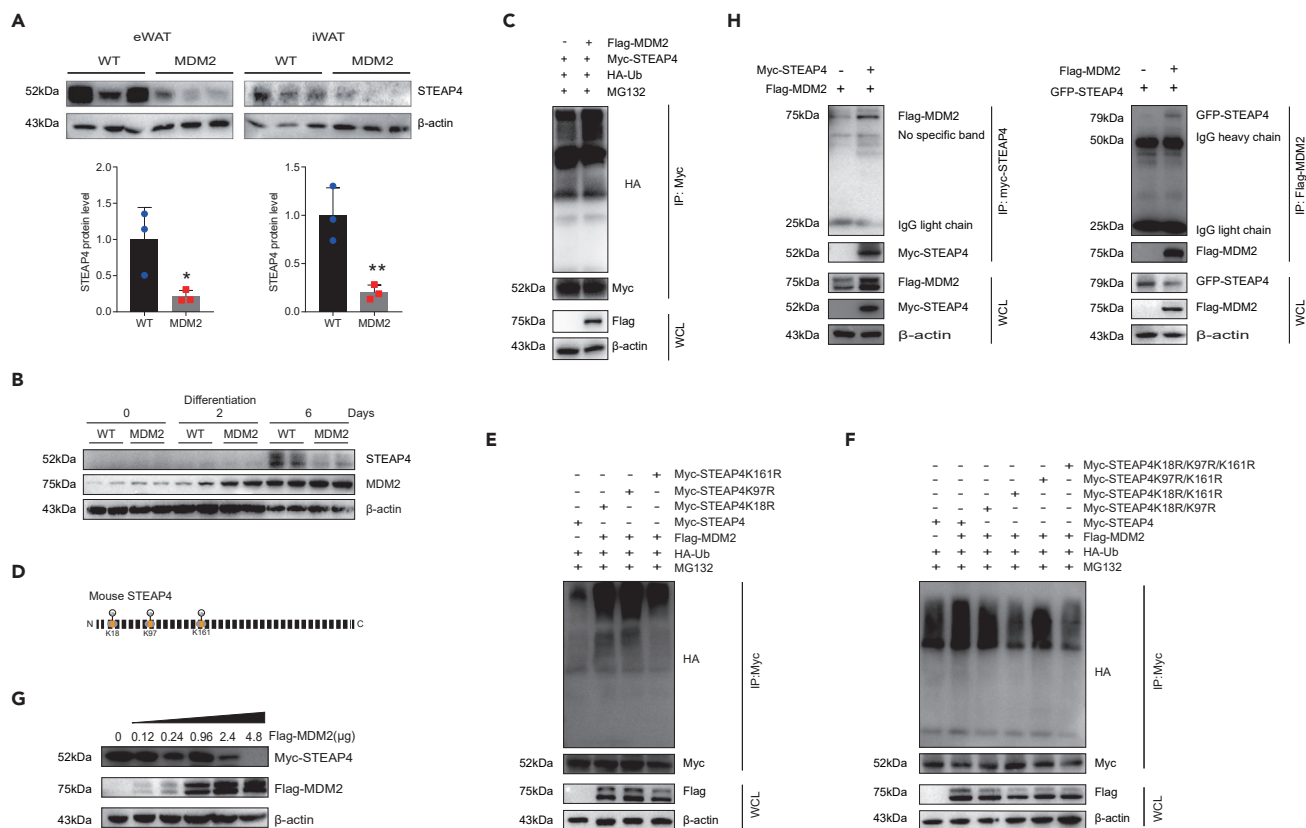 A
eWAT
iWAT
WT MDM2 WT MDM2
52kDa STEAP4
43kDa β-actin
STEAP4 protein level
2.0
1.5
1.0
0.5
0.0
*
WT MDM2
STEAP4 protein level
1.5
1.0
0.5
0.0
**
WT MDM2
B
Differentiation
0 2 6 Days
WT MDM2 WT MDM2 WT MDM2
52kDa STEAP4
75kDa MDM2
43kDa β-actin
C
- + Flag-MDM2
+ + Myc-STEAP4
+ + HA-Ub
+ + MG132
HA
IP: Myc
52kDa Myc
75kDa Flag
43kDa β-actin
WCL
D
Mouse STEAP4
N C
K18 K97 K161
E
- - - + Myc-STEAP4K161R
- - + - Myc-STEAP4K97R
- + - - Myc-STEAP4K18R
+ - - - Myc-STEAP4
- + + + Flag-MDM2
+ + + + HA-Ub
+ + + + MG132
HA
IP:Myc
52kDa Myc
75kDa Flag
43kDa β-actin
WCL
F
- - - - - + Myc-STEAP4K18R/K97R/K161R
- - - - + - Myc-STEAP4K97R/K161R
- - - + - - Myc-STEAP4K18R/K161R
- - + - - - Myc-STEAP4K18R/K97R
+ + - - - - Myc-STEAP4
- + + + + + Flag-MDM2
+ + + + + + HA-Ub
+ + + + + + MG132
HA
IP:Myc
52kDa Myc
75kDa Flag
43kDa β-actin
WCL
G
0 0.12 0.24 0.96 2.4 4.8 Flag-MDM2(μg)
52kDa Myc-STEAP4
75kDa Flag-MDM2
43kDa β-actin
H
Myc-STEAP4 - +
Flag-MDM2 + +
75kDa Flag-MDM2
No specific band
25kDa IgG light chain
52kDa Myc-STEAP4
IP: myc-STEAP4
75kDa Flag-MDM2
52kDa Myc-STEAP4
43kDa β-actin
WCL
Flag-MDM2 - +
GFP-STEAP4 + +
79kDa GFP-STEAP4
50kDa IgG heavy chain
25kDa IgG light chain
75kDa Flag-MDM2
IP: Flag-MDM2
79kDa GFP-STEAP4
75kDa Flag-MDM2
43kDa β-actin
WCL